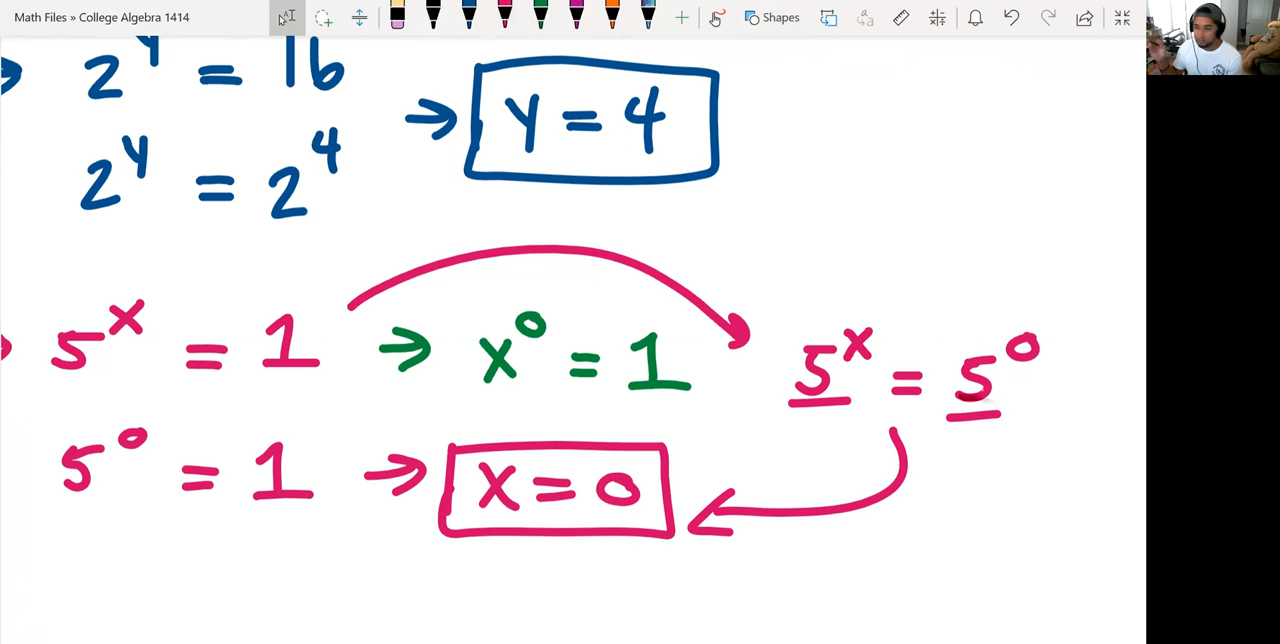 Math Files » College Algebra 1414
Shapes
2^y = 16
→ y = 4
2^y = 2^4
5^x = 1 → x^0 = 1
5^x = 5^0
5^0 = 1 → x = 0